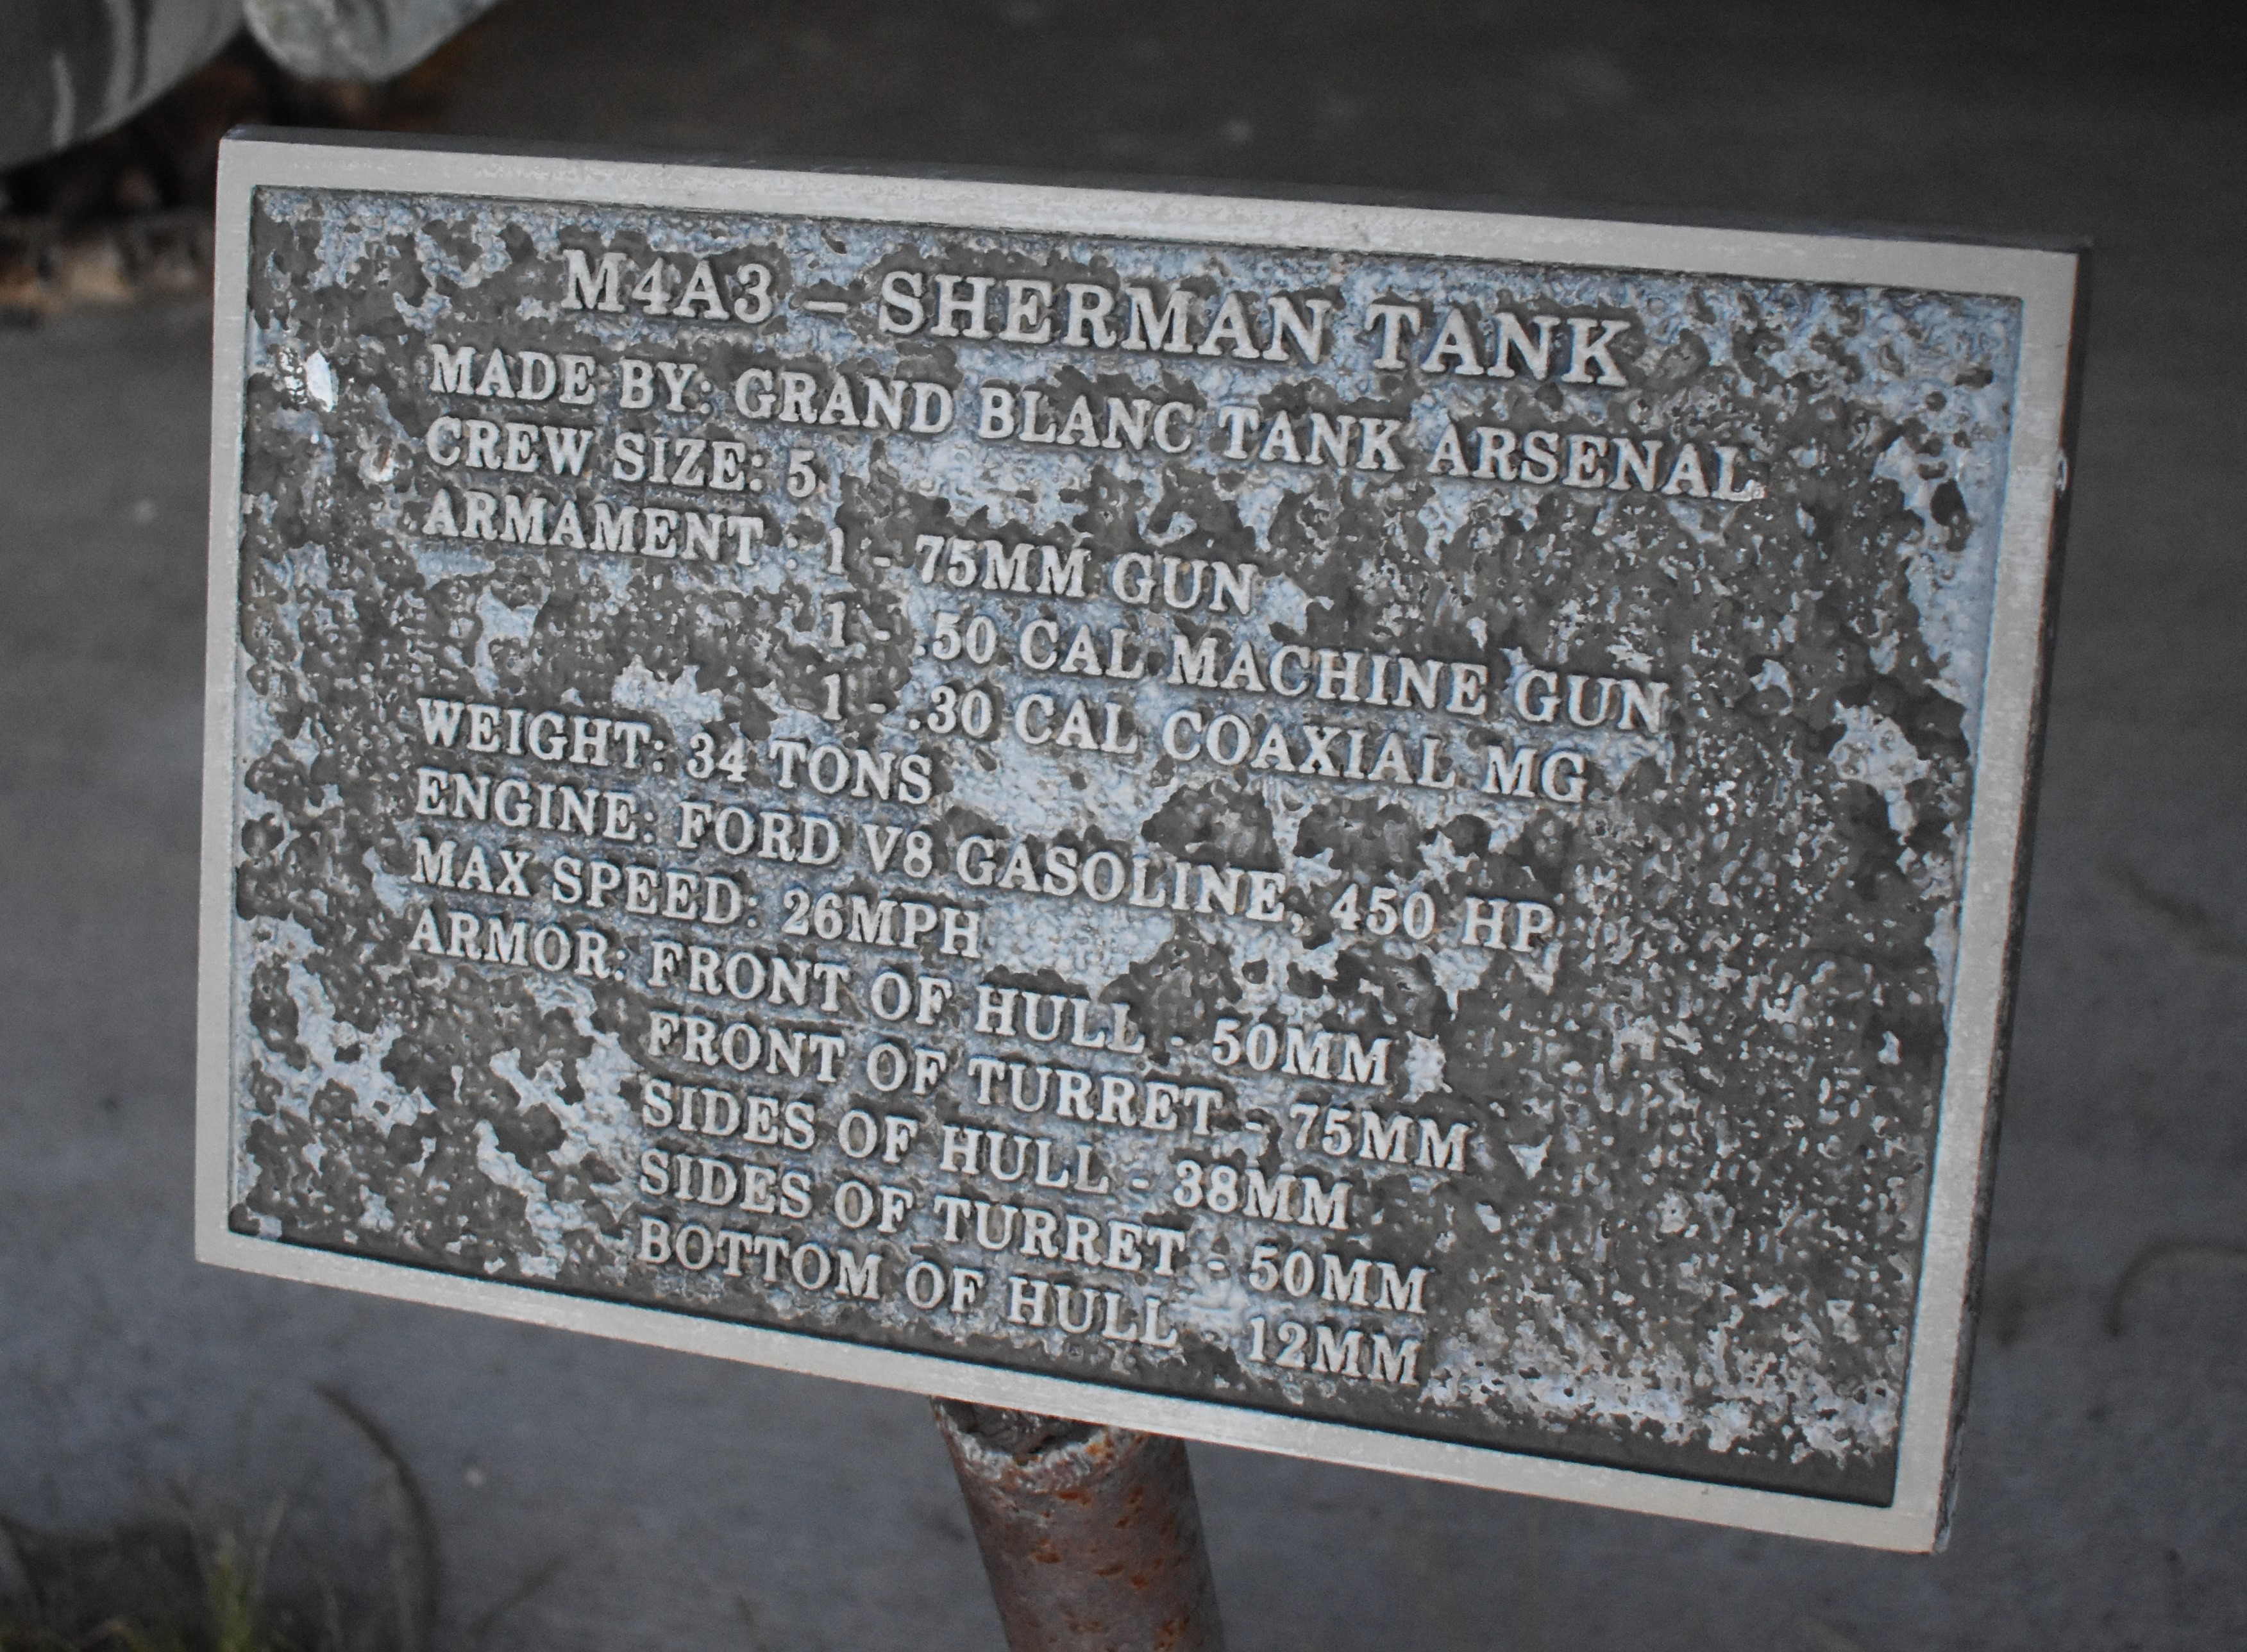 M4A3 – SHERMAN TANK
MADE BY: GRAND BLANC TANK ARSENAL
CREW SIZE: 5
ARMAMENT : 1 - 75MM GUN
1 - .50 CAL MACHINE GUN
1 - .30 CAL COAXIAL MG
WEIGHT: 34 TONS
ENGINE: FORD V8 GASOLINE, 450 HP
MAX SPEED: 26MPH
ARMOR: FRONT OF HULL - 50MM
FRONT OF TURRET - 75MM
SIDES OF HULL - 38MM
SIDES OF TURRET - 50MM
BOTTOM OF HULL - 12MM